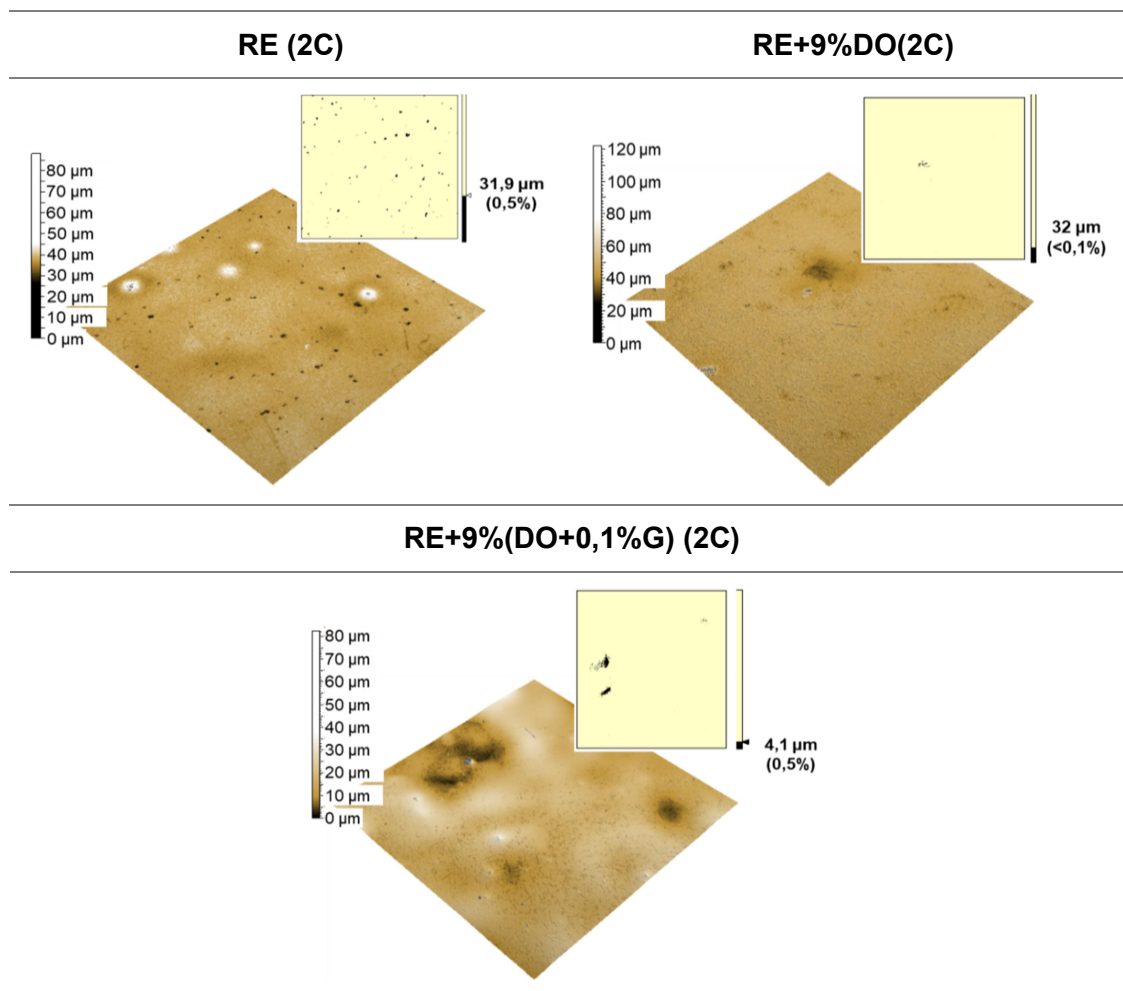 RE (2C)
RE+9%DO(2C)
80 µm
70 µm
60 µm
50 µm
40 µm
30 µm
20 µm
10 µm
0 µm
31,9 µm
(0,5%)
120 µm
100 µm
80 µm
60 µm
40 µm
20 µm
0 µm
32 µm
(<0,1%)
RE+9%(DO+0,1%G) (2C)
80 µm
70 µm
60 µm
50 µm
40 µm
30 µm
20 µm
10 µm
0 µm
4,1 µm
(0,5%)